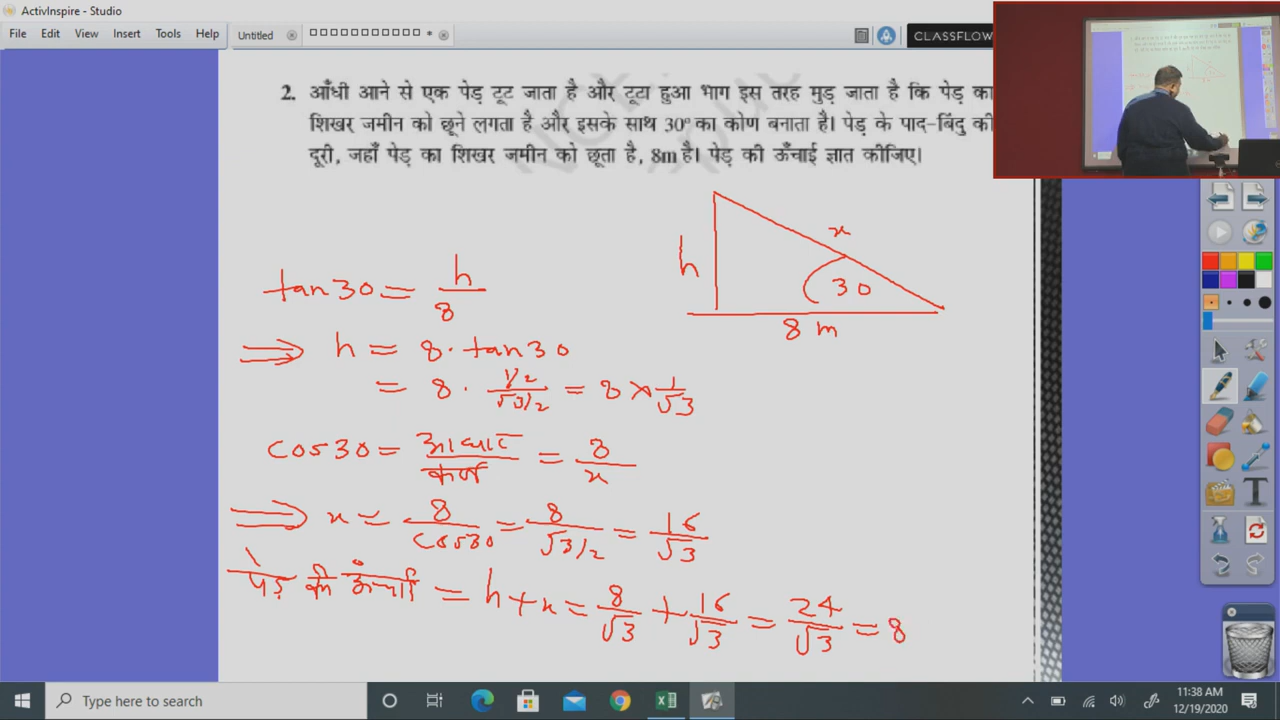 ActivInspire - Studio
File Edit View Insert Tools Help
Untitled
CLASSFLOW
2. आँधी आने से एक पेड़ टूट जाता है और टूटा हुआ भाग इस तरह मुड़ जाता है कि पेड़ का
शिखर जमीन को छूने लगता है और इसके साथ 30° का कोण बनाता है। पेड़ के पाद-बिंदु की
दूरी, जहाँ पेड़ का शिखर जमीन को छूता है, 8m है। पेड़ की ऊँचाई ज्ञात कीजिए।
x
h
30
8 m
tan30 = h/8
⇒ h = 8·tan30
= 8· (1/2)/(√3/2) = 8 × 1/√3
cos30 = आधार/कर्ण = 8/x
⇒ x = 8/cos30 = 8/(√3/2) = 16/√3
पेड़ की ऊँचाई = h+x = 8/√3 + 16/√3 = 24/√3 = 8
Type here to search
11:38 AM
12/19/2020